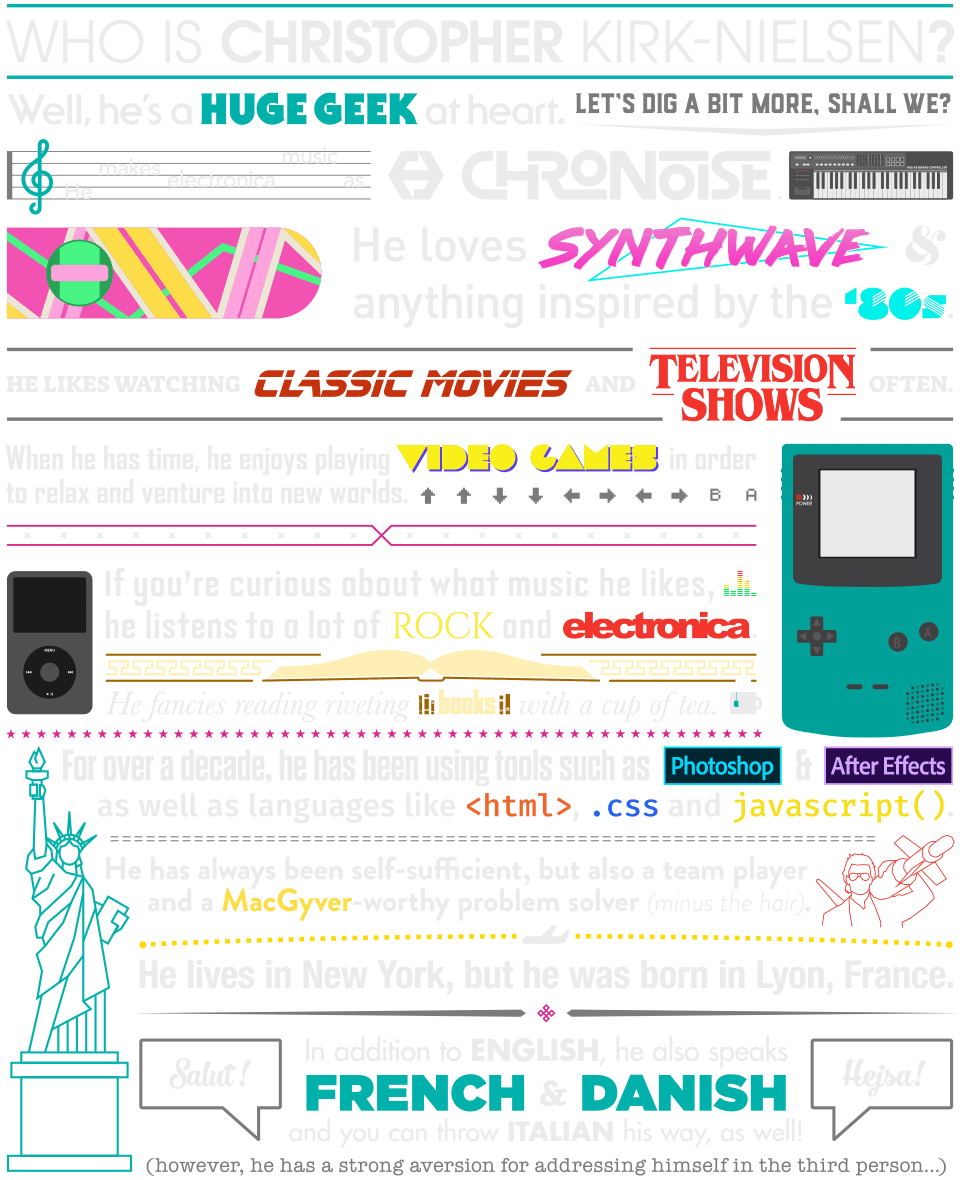 WHO IS CHRISTOPHER KIRK-NIELSEN?
Well, he's a HUGE GEEK at heart. LET'S DIG A BIT MORE, SHALL WE?
He makes electronica music as CHRONOISE.
He loves SYNTHWAVE &
anything inspired by the '80s.
HE LIKES WATCHING CLASSIC MOVIES AND TELEVISION SHOWS OFTEN.
When he has time, he enjoys playing VIDEO GAMES in order
to relax and venture into new worlds. ↑ ↑ ↓ ↓ ← → ← → B A
POWER
If you're curious about what music he likes,
he listens to a lot of ROCK and electronica.
MENU
B A
He fancies reading riveting books with a cup of tea.
For over a decade, he has been using tools such as Photoshop & After Effects
as well as languages like <html>, .css and javascript().
He has always been self-sufficient, but also a team player
and a MacGyver-worthy problem solver (minus the hair).
He lives in New York, but he was born in Lyon, France.
Salut!
In addition to ENGLISH, he also speaks
FRENCH & DANISH
and you can throw ITALIAN his way, as well!
Hejsa!
(however, he has a strong aversion for addressing himself in the third person...)